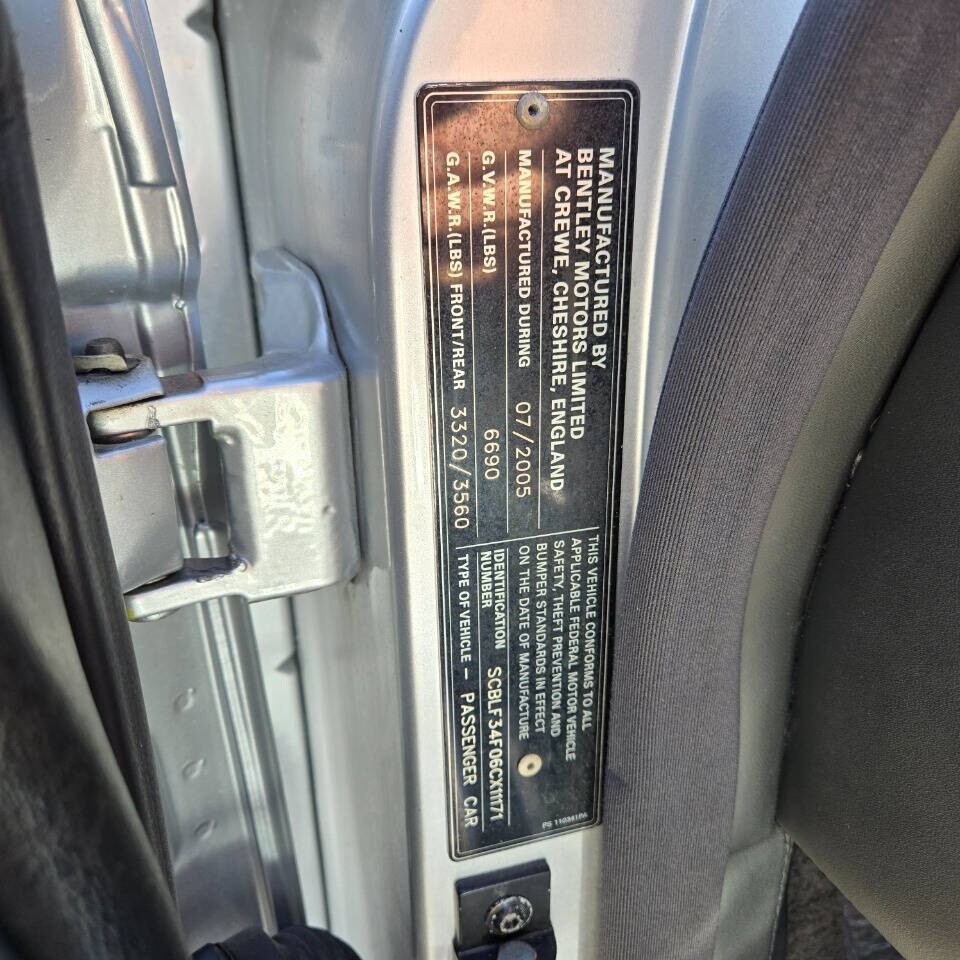 MANUFACTURED BY
BENTLEY MOTORS LIMITED
AT CREWE, CHESHIRE, ENGLAND
MANUFACTURED DURING 07/2005
G.V.W.R.(LBS) 6690
G.A.W.R.(LBS) FRONT/REAR 3320/3560
THIS VEHICLE CONFORMS TO ALL
APPLICABLE FEDERAL MOTOR VEHICLE
SAFETY, THEFT PREVENTION AND
BUMPER STANDARDS IN EFFECT
ON THE DATE OF MANUFACTURE
IDENTIFICATION
NUMBER SCBLF34F06CX11171
TYPE OF VEHICLE - PASSENGER CAR
PS 110341PA